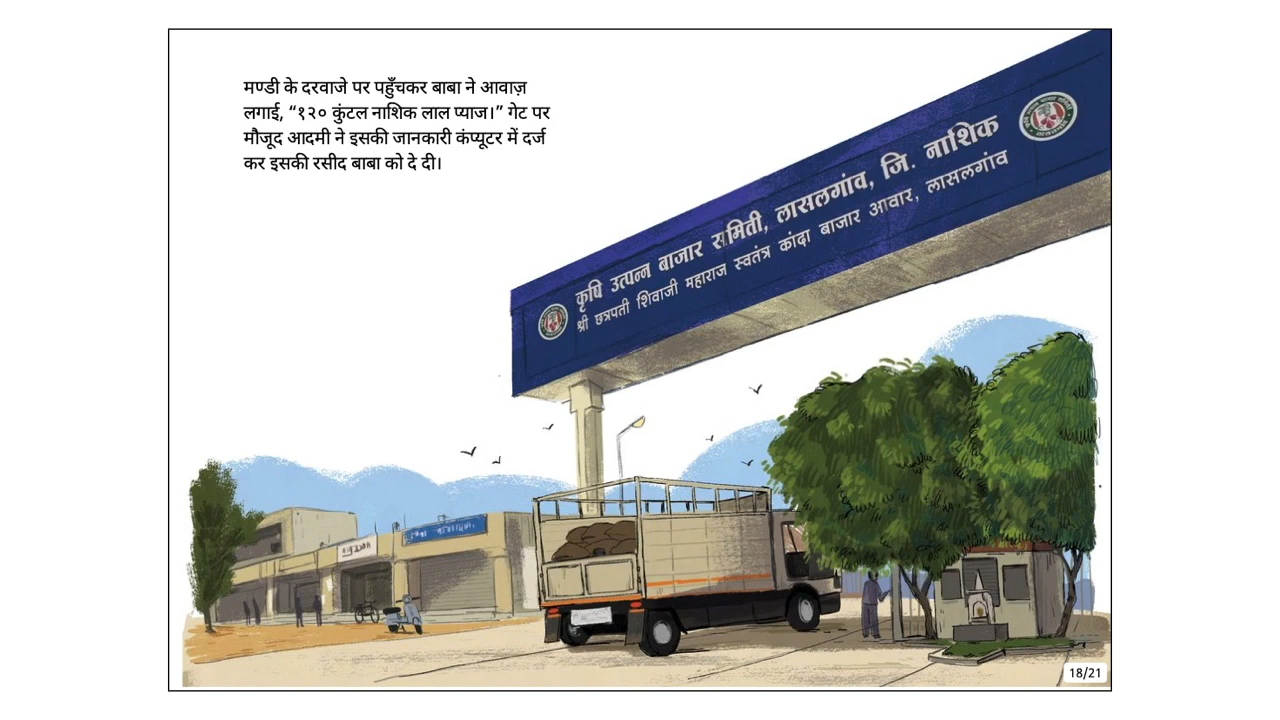 मण्डी के दरवाजे पर पहुँचकर बाबा ने आवाज़
लगाई, “१२० कुंटल नाशिक लाल प्याज।” गेट पर
मौजूद आदमी ने इसकी जानकारी कंप्यूटर में दर्ज
कर इसकी रसीद बाबा को दे दी।
कृषि उत्पन्न बाजार समिती, लासलगांव, जि. नाशिक
श्री छत्रपती शिवाजी महाराज स्वतंत्र कांदा बाजार आवार, लासलगांव
18/21